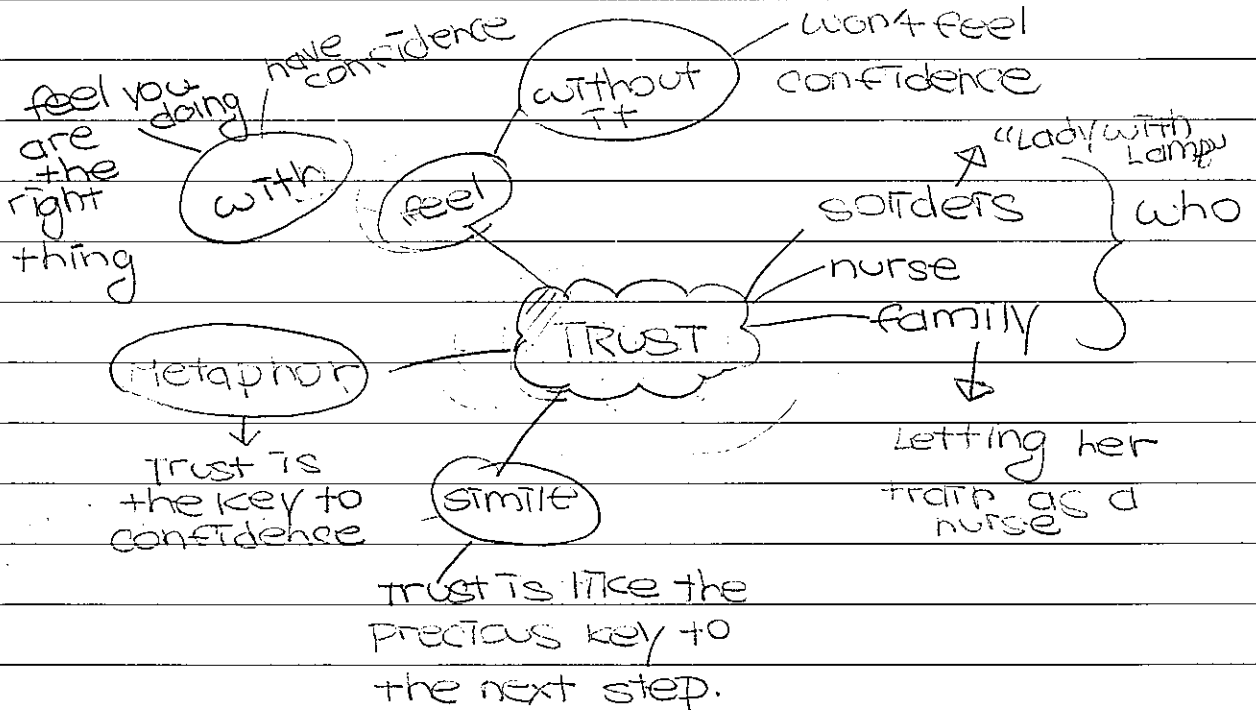 feel you
are doing
the
right
thing
have
confidence
with
feel
without
it
won4 feel
confidence
"Lady with
Lamp"
soliders
nurse
family
who
Letting her
train as a
nurse
TRUST
Metaphor
Trust is
the key to
confidence
simile
trust is like the
precious key to
the next step.